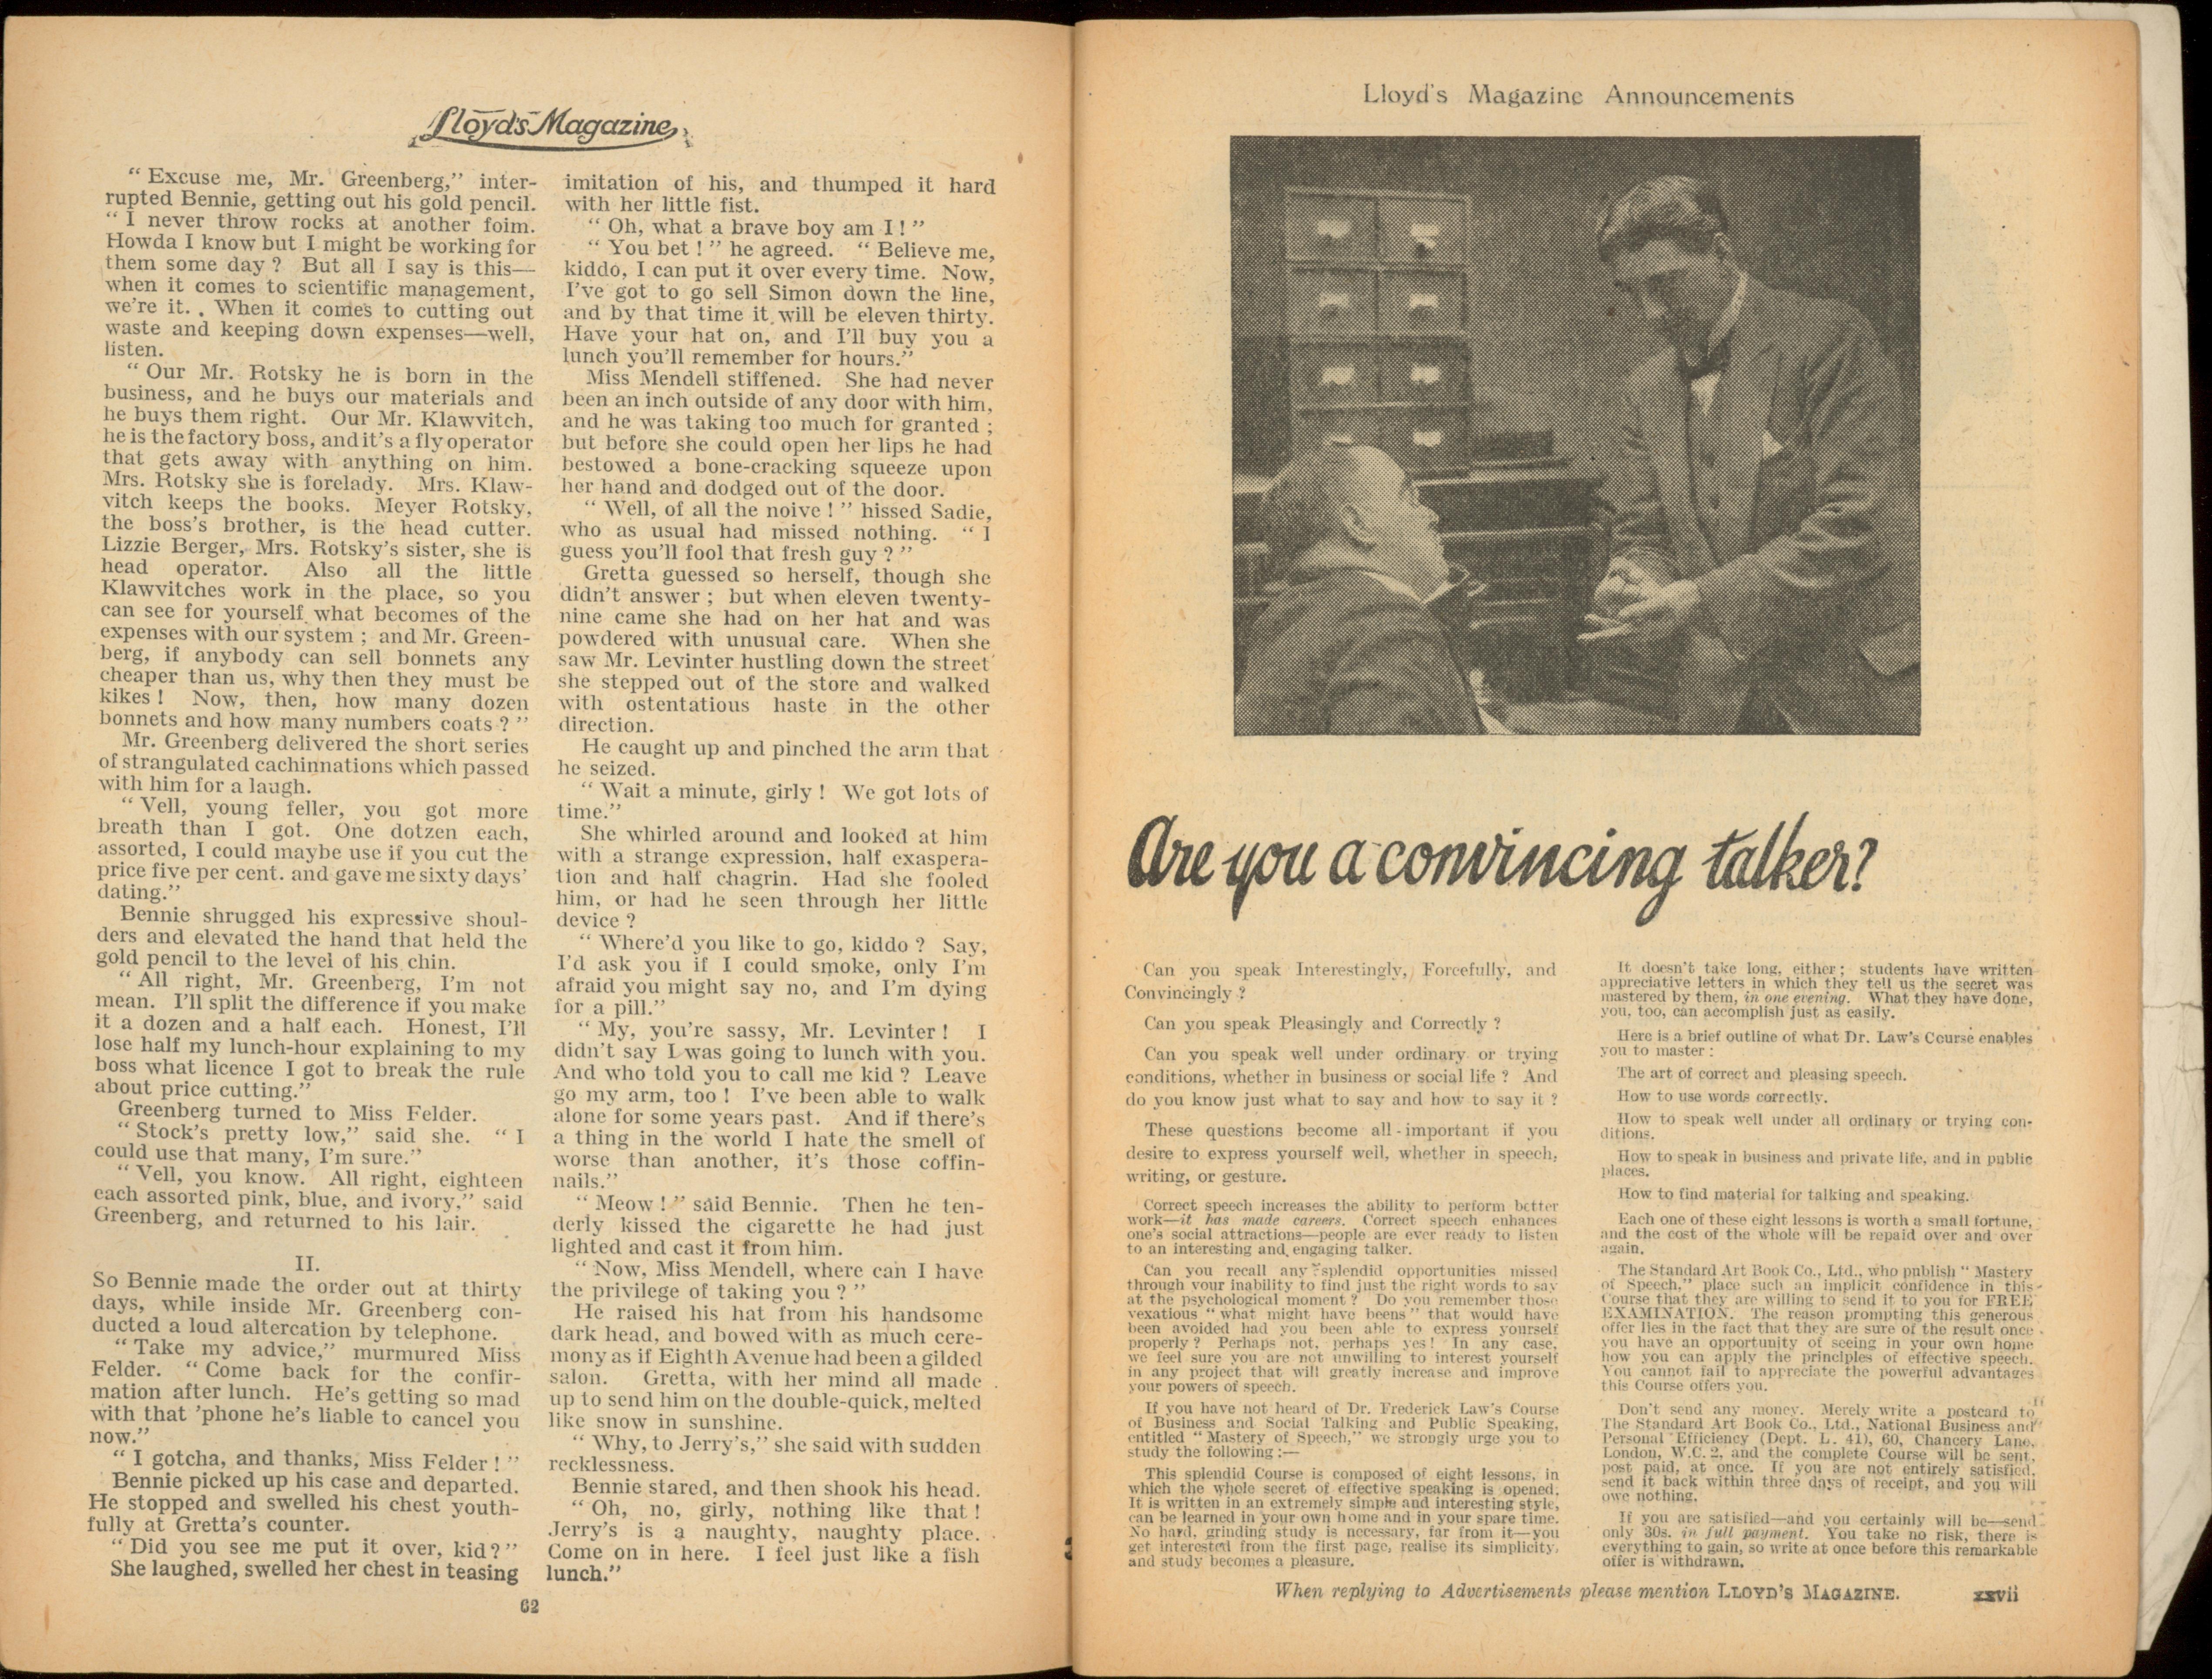 Lloyd's Magazine
“ Excuse me, Mr. Greenberg,” inter-
rupted Bennie, getting out his gold pencil.
“ I never throw rocks at another foim.
Howda I know but I might be working for
them some day ? But all I say is this—
when it comes to scientific management,
we're it. . When it comes to cutting out
waste and keeping down expenses—well,
listen.
“ Our Mr. Rotsky he is born in the
business, and he buys our materials and
he buys them right. Our Mr. Klawvitch,
he is the factory boss, and it's a fly operator
that gets away with anything on him.
Mrs. Rotsky she is forelady. Mrs. Klaw-
vitch keeps the books. Meyer Rotsky,
the boss's brother, is the head cutter.
Lizzie Berger, Mrs. Rotsky's sister, she is
head operator. Also all the little
Klawvitches work in the place, so you
can see for yourself what becomes of the
expenses with our system ; and Mr. Green-
berg, if anybody can sell bonnets any
cheaper than us, why then they must be
kikes ! Now, then, how many dozen
bonnets and how many numbers coats ? ”
Mr. Greenberg delivered the short series
of strangulated cachinnations which passed
with him for a laugh.
“ Vell, young feller, you got more
breath than I got. One dotzen each,
assorted, I could maybe use if you cut the
price five per cent. and gave me sixty days'
dating.”
Bennie shrugged his expressive shoul-
ders and elevated the hand that held the
gold pencil to the level of his chin.
“ All right, Mr. Greenberg, I'm not
mean. I'll split the difference if you make
it a dozen and a half each. Honest, I'll
lose half my lunch-hour explaining to my
boss what licence I got to break the rule
about price cutting.”
Greenberg turned to Miss Felder.
“ Stock's pretty low,” said she. “ I
could use that many, I'm sure.”
“ Vell, you know. All right, eighteen
each assorted pink, blue, and ivory,” said
Greenberg, and returned to his lair.
II.
So Bennie made the order out at thirty
days, while inside Mr. Greenberg con-
ducted a loud altercation by telephone.
“ Take my advice,” murmured Miss
Felder. “ Come back for the confir-
mation after lunch. He's getting so mad
with that 'phone he's liable to cancel you
now.”
“ I gotcha, and thanks, Miss Felder ! ”
Bennie picked up his case and departed.
He stopped and swelled his chest youth-
fully at Gretta's counter.
“ Did you see me put it over, kid ? ”
She laughed, swelled her chest in teasing
imitation of his, and thumped it hard
with her little fist.
“ Oh, what a brave boy am I ! ”
“ You bet ! ” he agreed. “ Believe me,
kiddo, I can put it over every time. Now,
I've got to go sell Simon down the line,
and by that time it will be eleven thirty.
Have your hat on, and I'll buy you a
lunch you'll remember for hours.”
Miss Mendell stiffened. She had never
been an inch outside of any door with him,
and he was taking too much for granted ;
but before she could open her lips he had
bestowed a bone-cracking squeeze upon
her hand and dodged out of the door.
“ Well, of all the noive ! ” hissed Sadie,
who as usual had missed nothing. “ I
guess you'll fool that fresh guy ? ”
Gretta guessed so herself, though she
didn't answer ; but when eleven twenty-
nine came she had on her hat and was
powdered with unusual care. When she
saw Mr. Levinter hustling down the street
she stepped out of the store and walked
with ostentatious haste in the other
direction.
He caught up and pinched the arm that
he seized.
“ Wait a minute, girly ! We got lots of
time.”
She whirled around and looked at him
with a strange expression, half exaspera-
tion and half chagrin. Had she fooled
him, or had he seen through her little
device ?
“ Where'd you like to go, kiddo ? Say,
I'd ask you if I could smoke, only I'm
afraid you might say no, and I'm dying
for a pill.”
“ My, you're sassy, Mr. Levinter ! I
didn't say I was going to lunch with you.
And who told you to call me kid ? Leave
go my arm, too ! I've been able to walk
alone for some years past. And if there's
a thing in the world I hate the smell of
worse than another, it's those coffin-
nails.”
“ Meow ! ” said Bennie. Then he ten-
derly kissed the cigarette he had just
lighted and cast it from him.
“ Now, Miss Mendell, where can I have
the privilege of taking you ? ”
He raised his hat from his handsome
dark head, and bowed with as much cere-
mony as if Eighth Avenue had been a gilded
salon. Gretta, with her mind all made
up to send him on the double-quick, melted
like snow in sunshine.
“ Why, to Jerry's,” she said with sudden
recklessness.
Bennie stared, and then shook his head.
“ Oh, no, girly, nothing like that !
Jerry's is a naughty, naughty place.
Come on in here. I feel just like a fish
lunch.”
62
Lloyd's Magazine Announcements
Are you a convincing talker?
Can you speak Interestingly, Forcefully, and
Convincingly ?
Can you speak Pleasingly and Correctly ?
Can you speak well under ordinary or trying
conditions, whether in business or social life ? And
do you know just what to say and how to say it ?
These questions become all-important if you
desire to express yourself well, whether in speech,
writing, or gesture.
Correct speech increases the ability to perform better
work—it has made careers. Correct speech enhances
one's social attractions—people are ever ready to listen
to an interesting and engaging talker.
Can you recall any splendid opportunities missed
through your inability to find just the right words to say
at the psychological moment ? Do you remember those
vexatious “ what might have beens ” that would have
been avoided had you been able to express yourself
properly ? Perhaps not, perhaps yes ! In any case,
we feel sure you are not unwilling to interest yourself
in any project that will greatly increase and improve
your powers of speech.
If you have not heard of Dr. Frederick Law's Course
of Business and Social Talking and Public Speaking,
entitled “ Mastery of Speech,” we strongly urge you to
study the following :—
This splendid Course is composed of eight lessons, in
which the whole secret of effective speaking is opened.
It is written in an extremely simple and interesting style,
can be learned in your own home and in your spare time.
No hard, grinding study is necessary, far from it—you
get interested from the first page, realise its simplicity,
and study becomes a pleasure.
It doesn't take long, either ; students have written
appreciative letters in which they tell us the secret was
mastered by them, in one evening. What they have done,
you, too, can accomplish just as easily.
Here is a brief outline of what Dr. Law's Course enables
you to master :
The art of correct and pleasing speech.
How to use words correctly.
How to speak well under all ordinary or trying con-
ditions.
How to speak in business and private life, and in public
places.
How to find material for talking and speaking.
Each one of these eight lessons is worth a small fortune,
and the cost of the whole will be repaid over and over
again.
The Standard Art Book Co., Ltd., who publish “ Mastery
of Speech,” place such an implicit confidence in this
Course that they are willing to send it to you for FREE
EXAMINATION. The reason prompting this generous
offer lies in the fact that they are sure of the result once
you have an opportunity of seeing in your own home
how you can apply the principles of effective speech.
You cannot fail to appreciate the powerful advantages
this Course offers you.
Don't send any money. Merely write a postcard to
The Standard Art Book Co., Ltd., National Business and
Personal Efficiency (Dept. L. 41), 60, Chancery Lane,
London, W.C. 2, and the complete Course will be sent,
post paid, at once. If you are not entirely satisfied,
send it back within three days of receipt, and you will
owe nothing.
If you are satisfied—and you certainly will be—send
only 30s. in full payment. You take no risk, there is
everything to gain, so write at once before this remarkable
offer is withdrawn.
When replying to Advertisements please mention LLOYD'S MAGAZINE.
xxvii